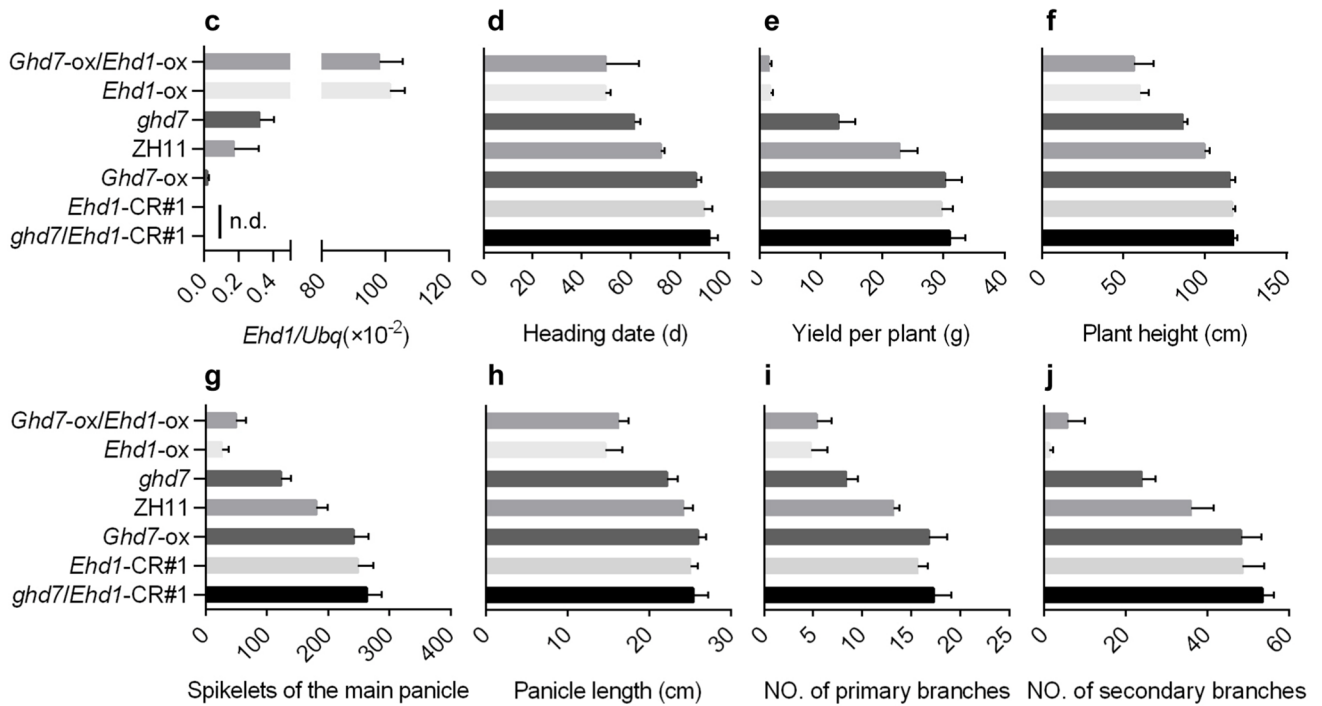 c
d
e
f
Ghd7-ox/Ehd1-ox
Ehd1-ox
ghd7
ZH11
Ghd7-ox
Ehd1-CR#1
ghd7/Ehd1-CR#1
n.d.
0.0 0.2 0.4 80 100 120
0 20 40 60 80 100
0 10 20 30 40
0 50 100 150
Ehd1/Ubq(×10⁻²)
Heading date (d)
Yield per plant (g)
Plant height (cm)
g
h
i
j
Ghd7-ox/Ehd1-ox
Ehd1-ox
ghd7
ZH11
Ghd7-ox
Ehd1-CR#1
ghd7/Ehd1-CR#1
0 100 200 300 400
0 10 20 30
0 5 10 15 20 25
0 20 40 60
Spikelets of the main panicle
Panicle length (cm)
NO. of primary branches
NO. of secondary branches